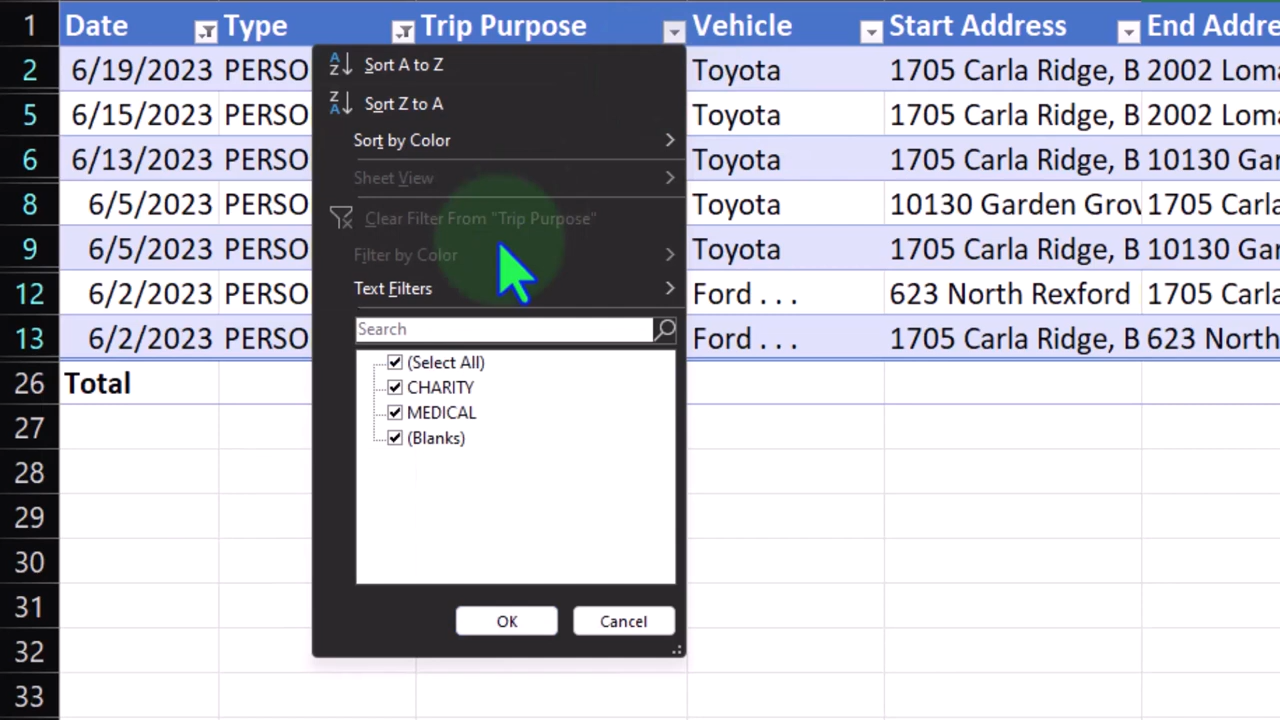 1 Date Type Trip Purpose Vehicle Start Address End Addre
2 6/19/2023 PERSO Toyota 1705 Carla Ridge, B 2002 Loma
5 6/15/2023 PERSO Toyota 1705 Carla Ridge, B 2002 Loma
6 6/13/2023 PERSO Toyota 1705 Carla Ridge, B 10130 Gar
8 6/5/2023 PERSO Toyota 10130 Garden Grov 1705 Carla
9 6/5/2023 PERSO Toyota 1705 Carla Ridge, B 10130 Gar
12 6/2/2023 PERSO Ford . . . 623 North Rexford 1705 Carla
13 6/2/2023 PERSO Ford . . . 1705 Carla Ridge, B 623 North
26 Total
27
28
29
30
31
32
33
Sort A to Z
Sort Z to A
Sort by Color
Sheet View
Clear Filter From "Trip Purpose"
Filter by Color
Text Filters
Search
(Select All)
CHARITY
MEDICAL
(Blanks)
OK Cancel